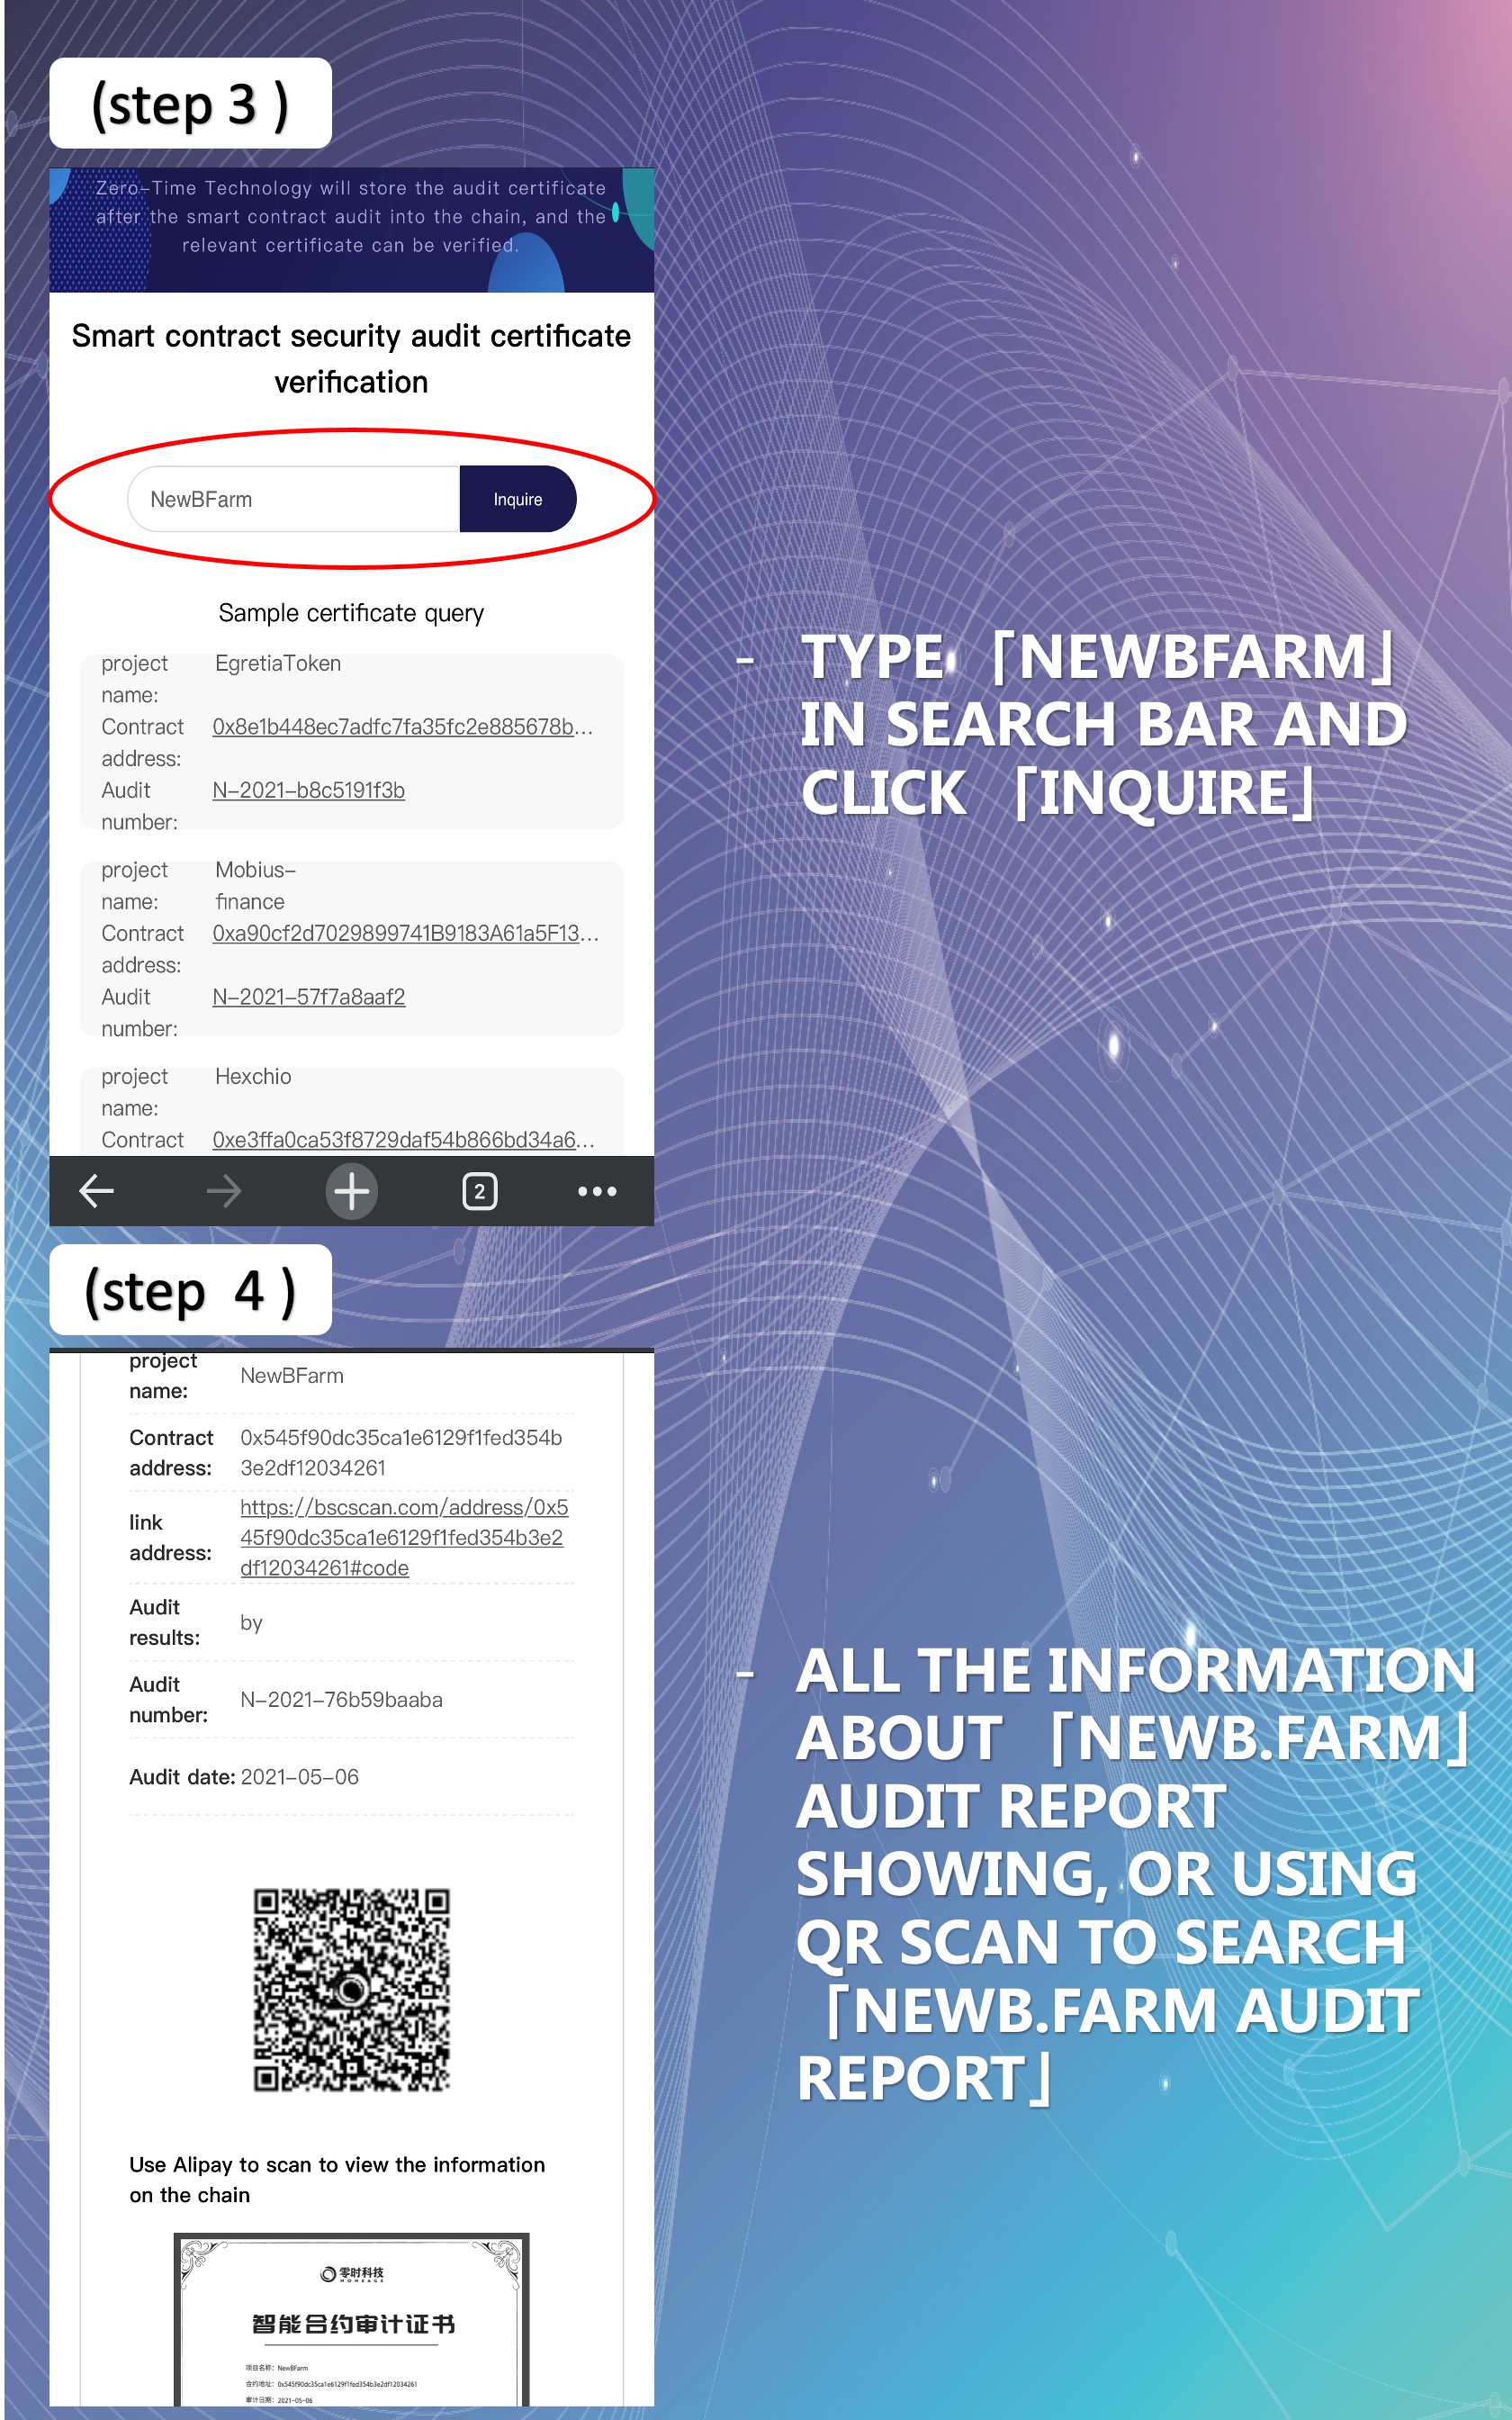 (step 3 )
Zero-Time Technology will store the audit certificate
after the smart contract audit into the chain, and the
relevant certificate can be verified.
Smart contract security audit certificate
verification
NewBFarm
Inquire
Sample certificate query
project EgretiaToken
name:
Contract 0x8e1b448ec7adfc7fa35fc2e885678b...
address:
Audit N-2021-b8c5191f3b
number:
project Mobius-
name: finance
Contract 0xa90cf2d7029899741B9183A61a5F13...
address:
Audit N-2021-57f7a8aaf2
number:
project Hexchio
name:
Contract 0xe3ffa0ca53f8729daf54b866bd34a6...
2
- TYPE 「NEWBFARM」
IN SEARCH BAR AND
CLICK 「INQUIRE」
(step 4 )
project
name:
NewBFarm
Contract 0x545f90dc35ca1e6129f1fed354b
address: 3e2df12034261
link
address:
https://bscscan.com/address/0x5
45f90dc35ca1e6129f1fed354b3e2
df12034261#code
Audit
results:
by
Audit
number:
N-2021-76b59baaba
Audit date: 2021-05-06
Use Alipay to scan to view the information
on the chain
零时科技
NONEAGE
智能合约审计证书
项目名称: NewBFarm
合约地址: 0x545f90dc35ca1e6129f1fed354b3e2df12034261
审计日期: 2021-05-06
- ALL THE INFORMATION
ABOUT 「NEWB.FARM」
AUDIT REPORT
SHOWING, OR USING
QR SCAN TO SEARCH
「NEWB.FARM AUDIT
REPORT」